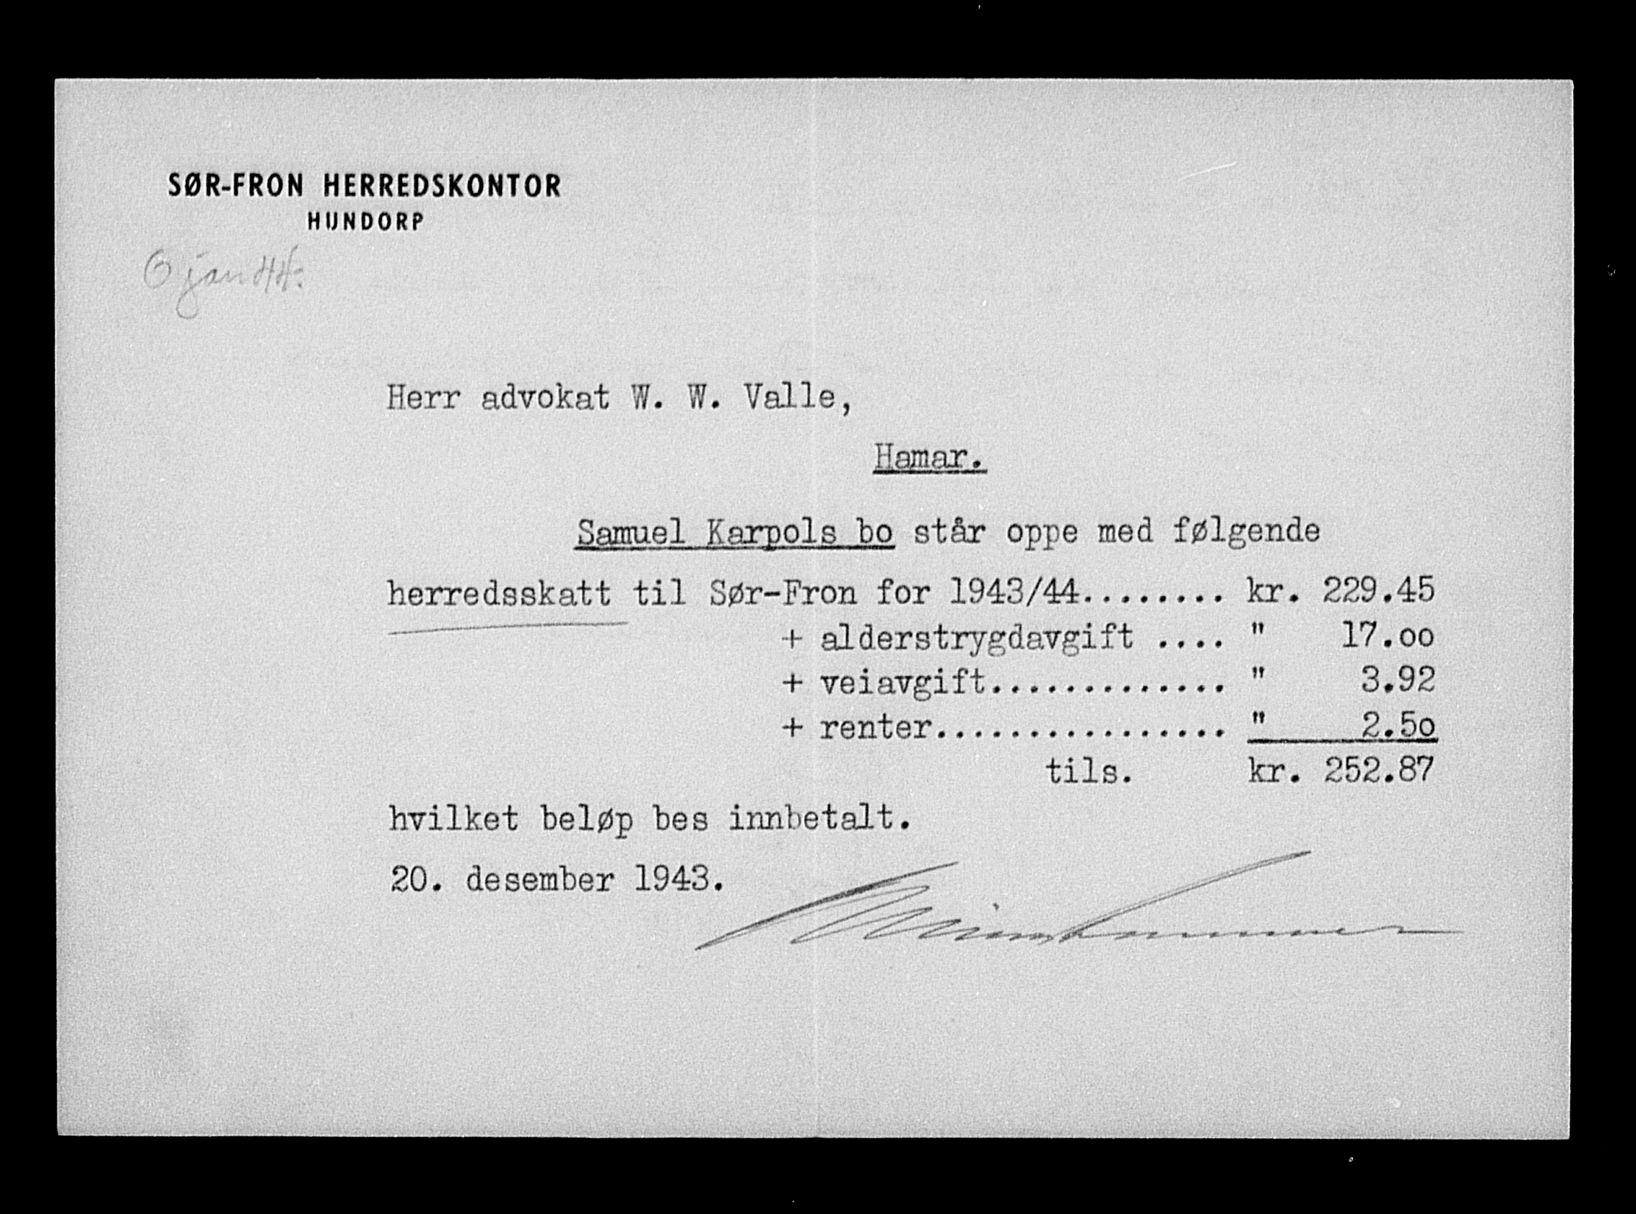 SØR-FRON HERREDSKONTOR
HUNDORP
jan 44.
Herr advokat W. W. Valle,
Hamar.
Samuel Karpols bo står oppe med følgende
herredsskatt til Sør-Fron for 1943/44........ kr. 229.45
+ alderstrygdavgift .... " 17.oo
+ veiavgift............. " 3.92
+ renter................ " 2.5o
tils. kr. 252.87
hvilket beløp bes innbetalt.
20. desember 1943.